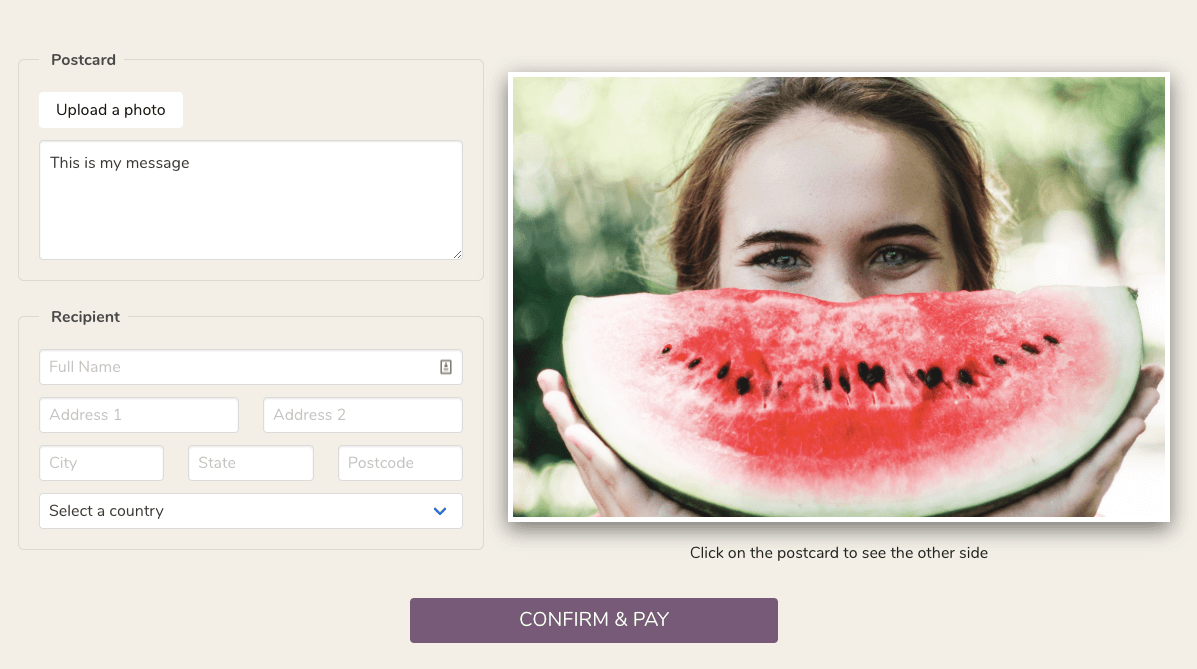 Postcard
Upload a photo
This is my message
Recipient
Full Name
Address 1 Address 2
City State Postcode
Select a country
Click on the postcard to see the other side
CONFIRM & PAY